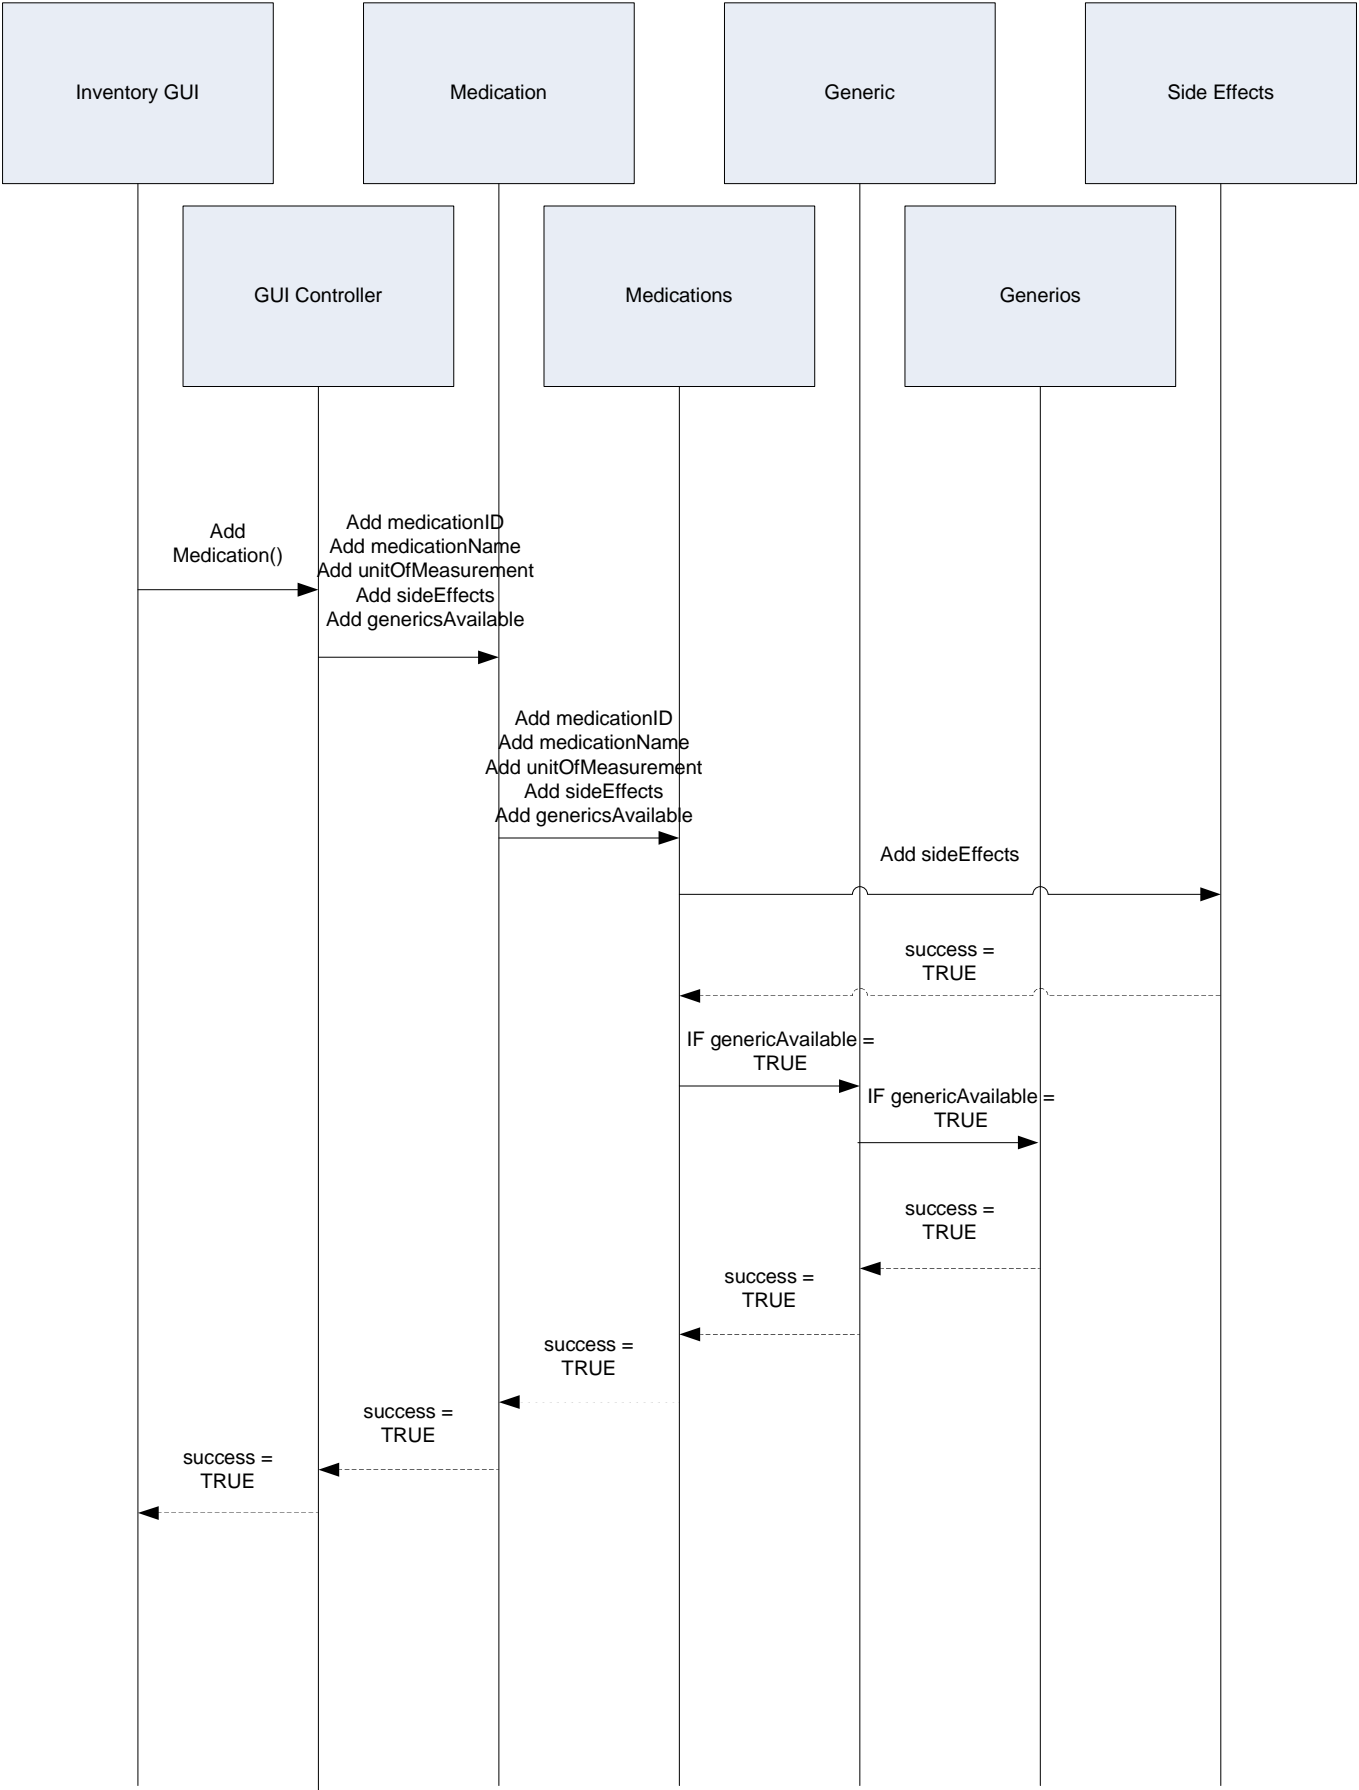 Inventory GUI
Medication
Generic
Side Effects
GUI Controller
Medications
Generios
Add
Medication()
Add medicationID
Add medicationName
Add unitOfMeasurement
Add sideEffects
Add genericsAvailable
Add medicationID
Add medicationName
Add unitOfMeasurement
Add sideEffects
Add genericsAvailable
Add sideEffects
success =
TRUE
IF genericAvailable =
TRUE
IF genericAvailable =
TRUE
success =
TRUE
success =
TRUE
success =
TRUE
success =
TRUE
success =
TRUE